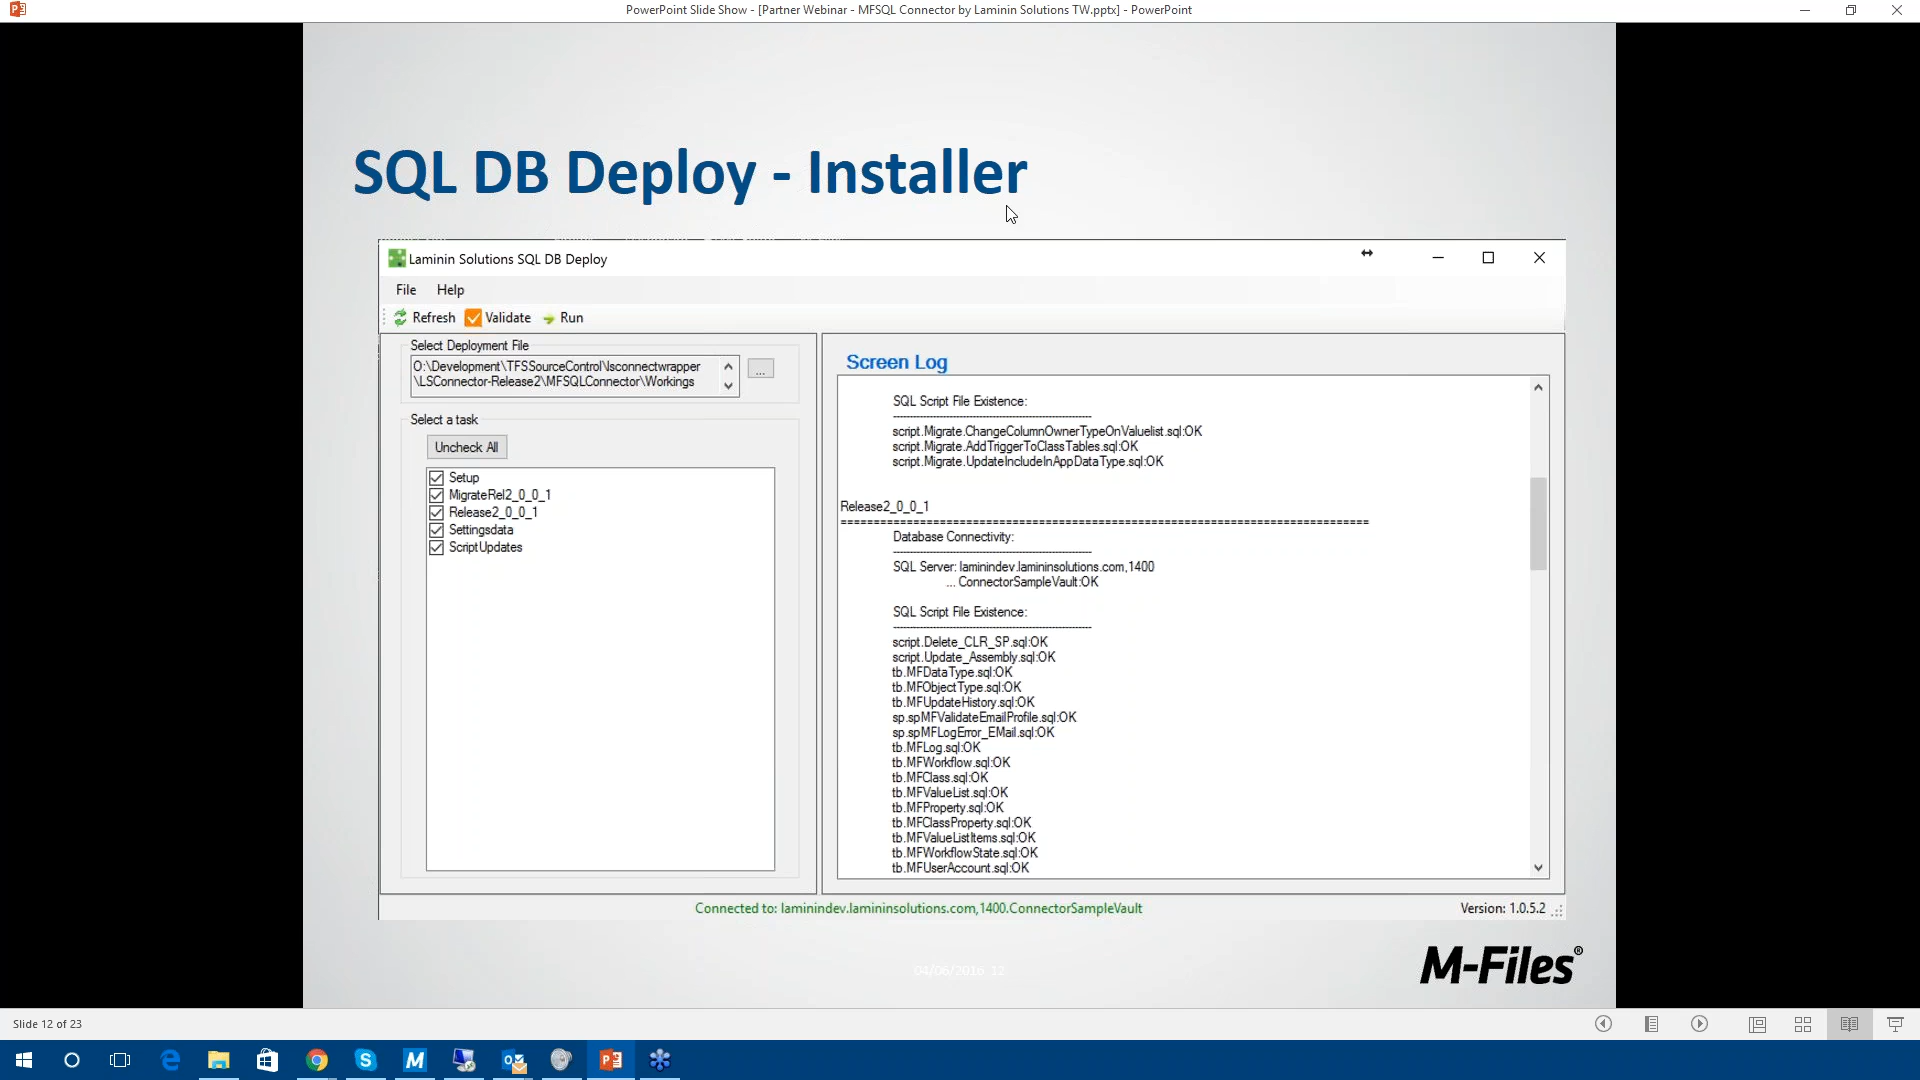 PowerPoint Slide Show - [Partner Webinar - MFSQL Connector by Laminin Solutions TW.pptx] - PowerPoint
SQL DB Deploy - Installer
Laminin Solutions SQL DB Deploy
File Help
Refresh Validate Run
Select Deployment File
O:\Development\TFSSourceControl\lsconnectwrapper
\LSConnector-Release2\MFSQLConnector\Workings
...
Select a task
Uncheck All
Setup
MigrateRel2_0_0_1
Release2_0_0_1
Settingsdata
ScriptUpdates
Screen Log
SQL Script File Existence:
script.Migrate.ChangeColumnOwnerTypeOnValuelist.sql:OK
script.Migrate.AddTriggerToClassTables.sql:OK
script.Migrate.UpdateIncludeInAppDataType.sql:OK
Release2_0_0_1
Database Connectivity:
SQL Server: laminindev.lamininsolutions.com,1400
... ConnectorSampleVault:OK
SQL Script File Existence:
script.Delete_CLR_SP.sql:OK
script.Update_Assembly.sql:OK
tb.MFDataType.sql:OK
tb.MFObjectType.sql:OK
tb.MFUpdateHistory.sql:OK
sp.spMFValidateEmailProfile.sql:OK
sp.spMFLogError_EMail.sql:OK
tb.MFLog.sql:OK
tb.MFWorkflow.sql:OK
tb.MFClass.sql:OK
tb.MFValueList.sql:OK
tb.MFProperty.sql:OK
tb.MFClassProperty.sql:OK
tb.MFValueListItems.sql:OK
tb.MFWorkflowState.sql:OK
tb.MFUserAccount.sql:OK
Connected to: laminindev.lamininsolutions.com,1400.ConnectorSampleVault
Version: 1.0.5.2
04/06/2016 12
M-Files®
Slide 12 of 23